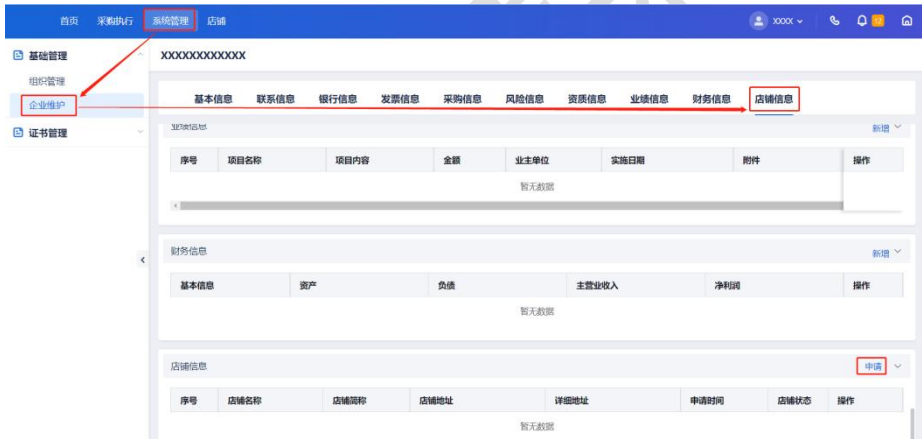 首页 采购执行 系统管理 店铺 XXXX 12
基础管理
组织管理
企业维护
证书管理
XXXXXXXXXXXX
基本信息 联系信息 银行信息 发票信息 采购信息 风险信息 资质信息 业绩信息 财务信息 店铺信息
业绩信息 新增
序号 项目名称 项目内容 金额 业主单位 实施日期 附件 操作
暂无数据
财务信息 新增
基本信息 资产 负债 主营业收入 净利润 操作
暂无数据
店铺信息 申请
序号 店铺名称 店铺简称 店铺地址 详细地址 申请时间 店铺状态 操作
暂无数据